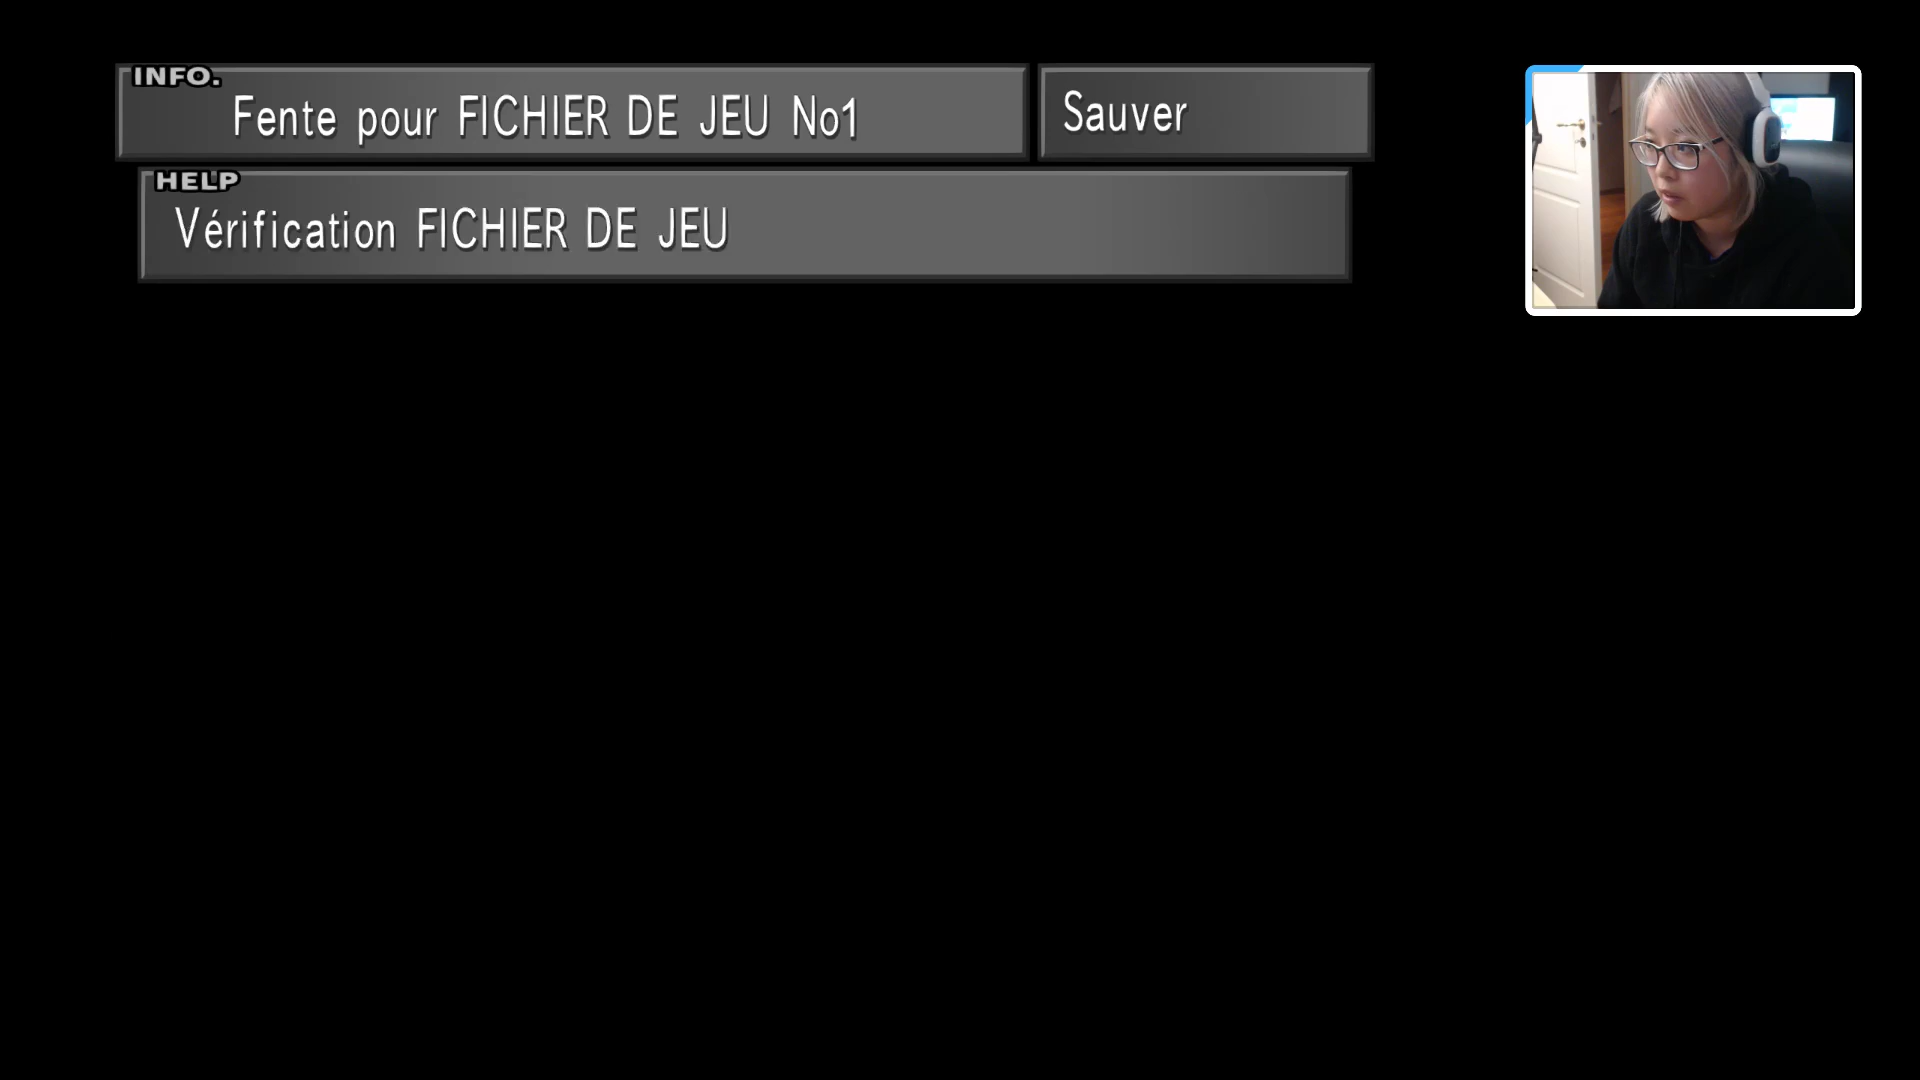 INFO.
Fente pour FICHIER DE JEU No1
Sauver
HELP
Vérification FICHIER DE JEU